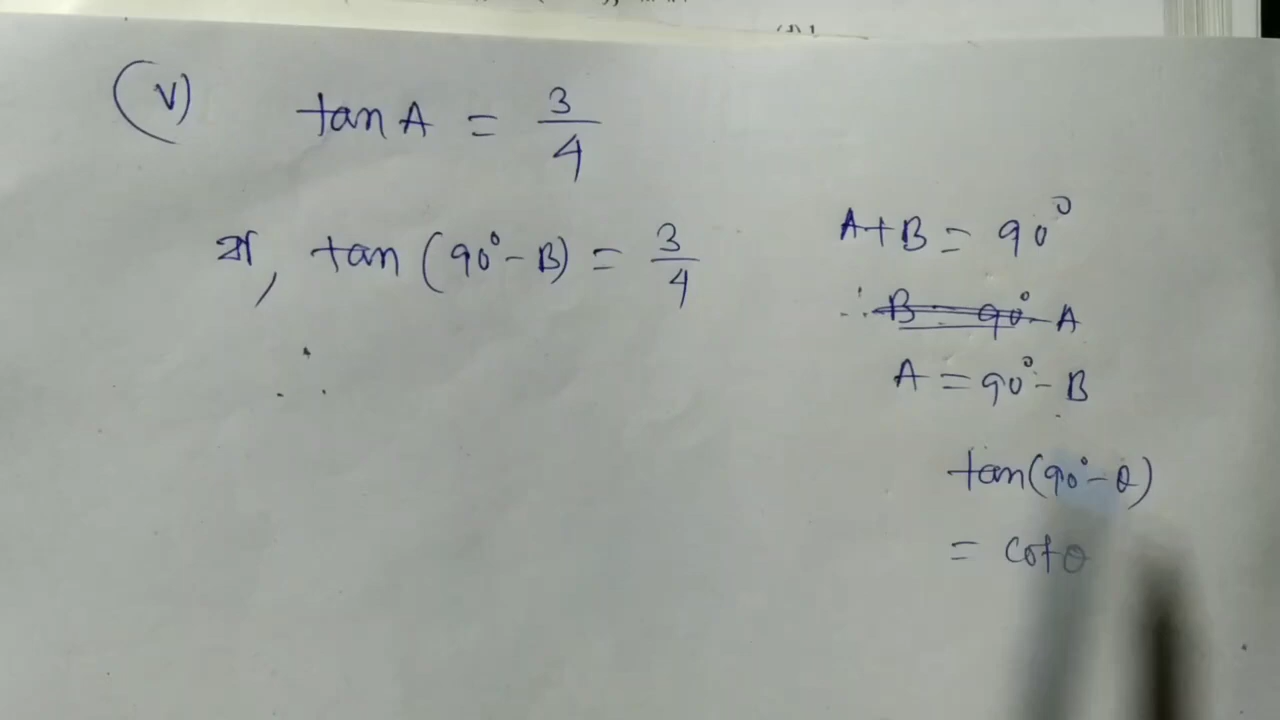 (v) tan A = 3/4
বা, tan (90° - B) = 3/4
∴
A + B = 90°
∴ B = 90° - A
A = 90° - B
tan (90° - θ)
= cot θ